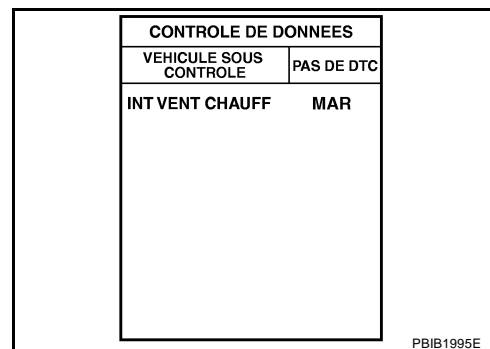 CONTROLE DE DONNEES
VEHICULE SOUS
CONTROLE
PAS DE DTC
INT VENT CHAUFF MAR
PBIB1995E